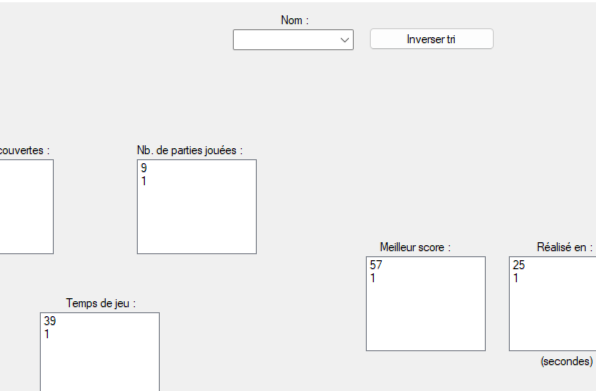 Nom :
Inverser tri
couvertes :
Nb. de parties jouées :
9
1
Meilleur score :
Réalisé en :
57
1
25
1
Temps de jeu :
39
1
(secondes)